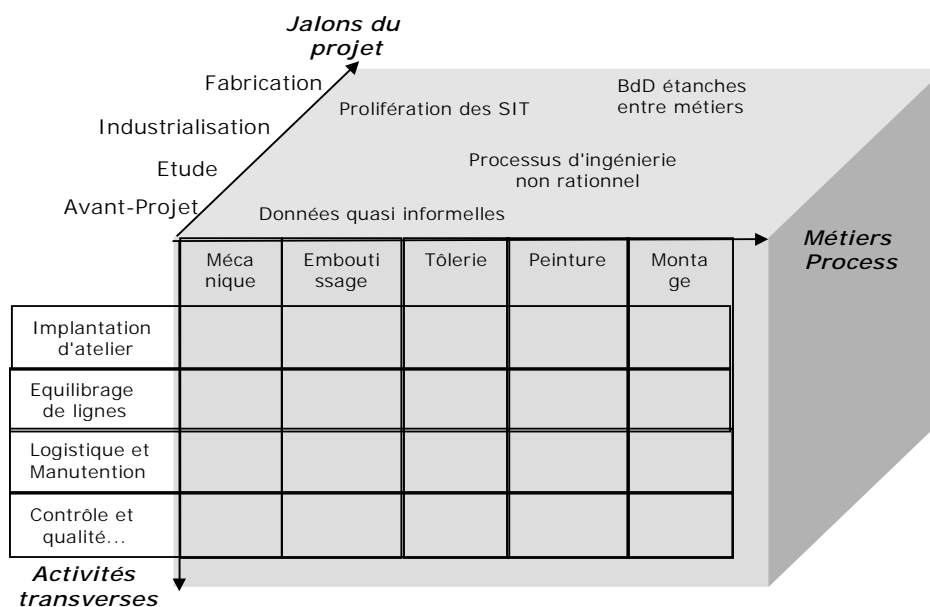 Jalons du
projet
Fabrication
BdD étanches
entre métiers
Prolifération des SIT
Industrialisation
Processus d'ingénierie
non rationnel
Etude
Avant-Projet
Données quasi informelles
Métiers
Process
Méca
nique
Embouti
ssage
Tôlerie
Peinture
Monta
ge
Implantation
d'atelier
Equilibrage
de lignes
Logistique et
Manutention
Contrôle et
qualité...
Activités
transverses